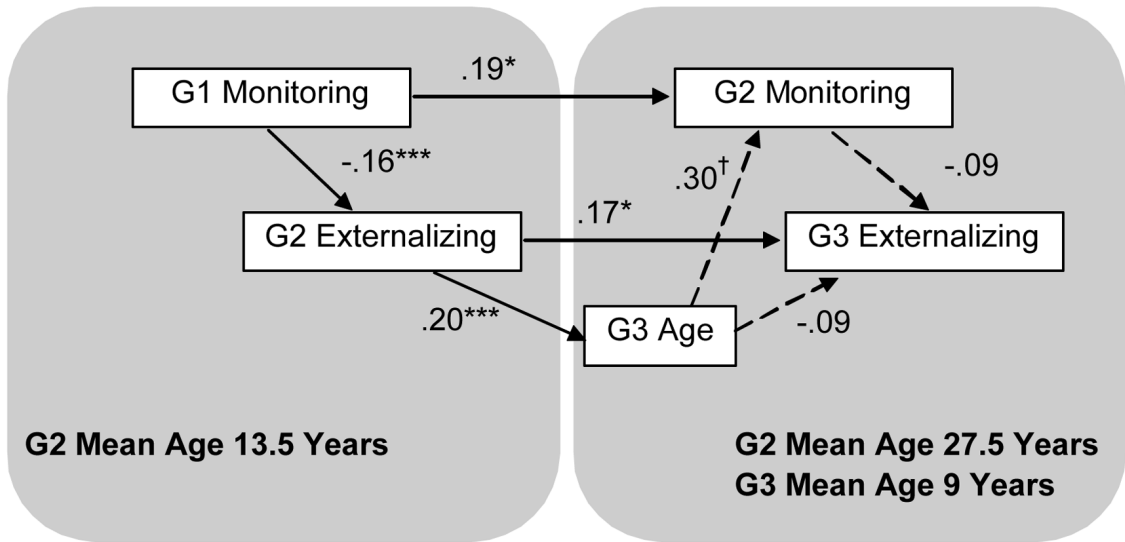 .19*
G1 Monitoring
G2 Monitoring
-.16***
.30†
-.09
.17*
G2 Externalizing
G3 Externalizing
.20***
G3 Age
-.09
G2 Mean Age 13.5 Years
G2 Mean Age 27.5 Years
G3 Mean Age 9 Years